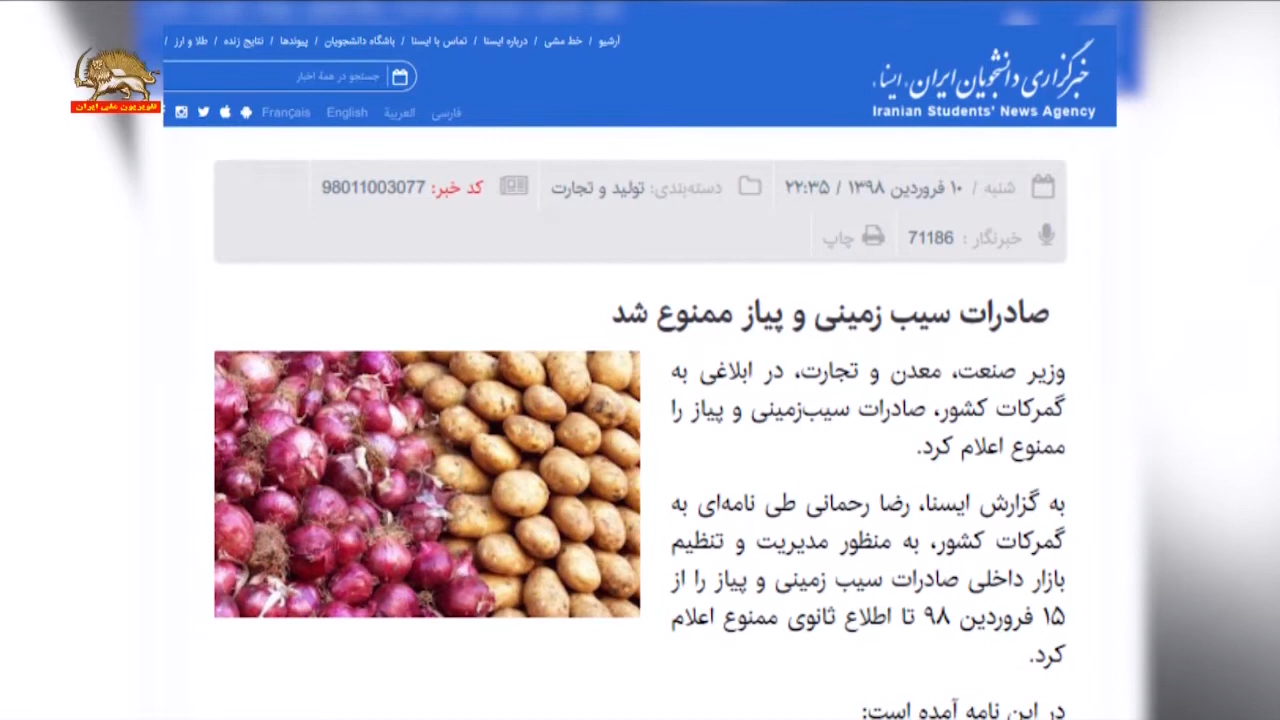 آرشیو / خط مشی / درباره ایسنا / تماس با ایسنا / باشگاه دانشجویان / پیوندها / نتایج زنده / طلا و ارز /
خبرگزاری دانشجویان ایران، ایسنا،
جستجو در همهٔ اخبار
Iranian Students' News Agency
فارسی العربية English Français
تلویزیون ملی ایران
شنبه / ۱۰ فروردین ۱۳۹۸ / ۲۲:۳۵ دسته‌بندی: تولید و تجارت کد خبر: 98011003077
خبرنگار : 71186 چاپ
صادرات سیب زمینی و پیاز ممنوع شد
وزیر صنعت، معدن و تجارت، در ابلاغی به
گمرکات کشور، صادرات سیب‌زمینی و پیاز را
ممنوع اعلام کرد.
به گزارش ایسنا، رضا رحمانی طی نامه‌ای به
گمرکات کشور، به منظور مدیریت و تنظیم
بازار داخلی صادرات سیب زمینی و پیاز را از
۱۵ فروردین ۹۸ تا اطلاع ثانوی ممنوع اعلام
کرد.
در این نامه آمده است: